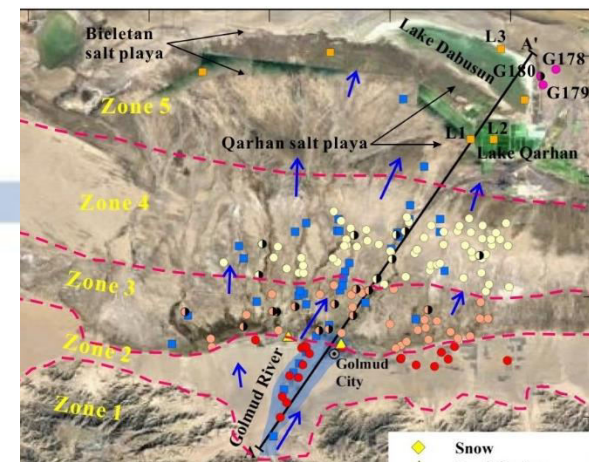 Bieletan
salt playa
Lake Dabusun
L3
A'
G178
G180
G179
Zone 5
Qarhan salt playa
L1
L2
Lake Qarhan
Zone 4
Zone 3
Zone 2
Golmud River
Golmud
City
Zone 1
A
Snow